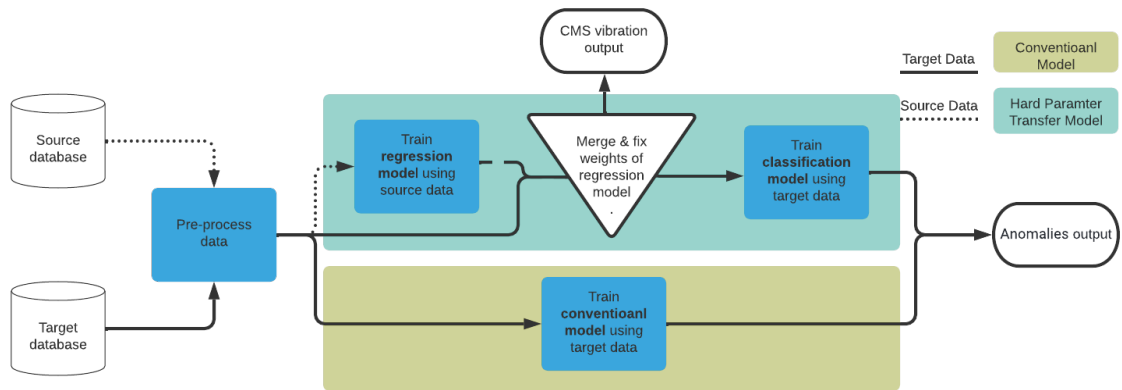 CMS vibration
output
Target Data
Conventioanl
Model
Source Data
Hard Paramter
Transfer Model
Source
database
Train
regression
model using
source data
Merge & fix
weights of
regression
model
.
Train
classification
model using
target data
Pre-process
data
Anomalies output
Target
database
Train
conventioanl
model using
target data